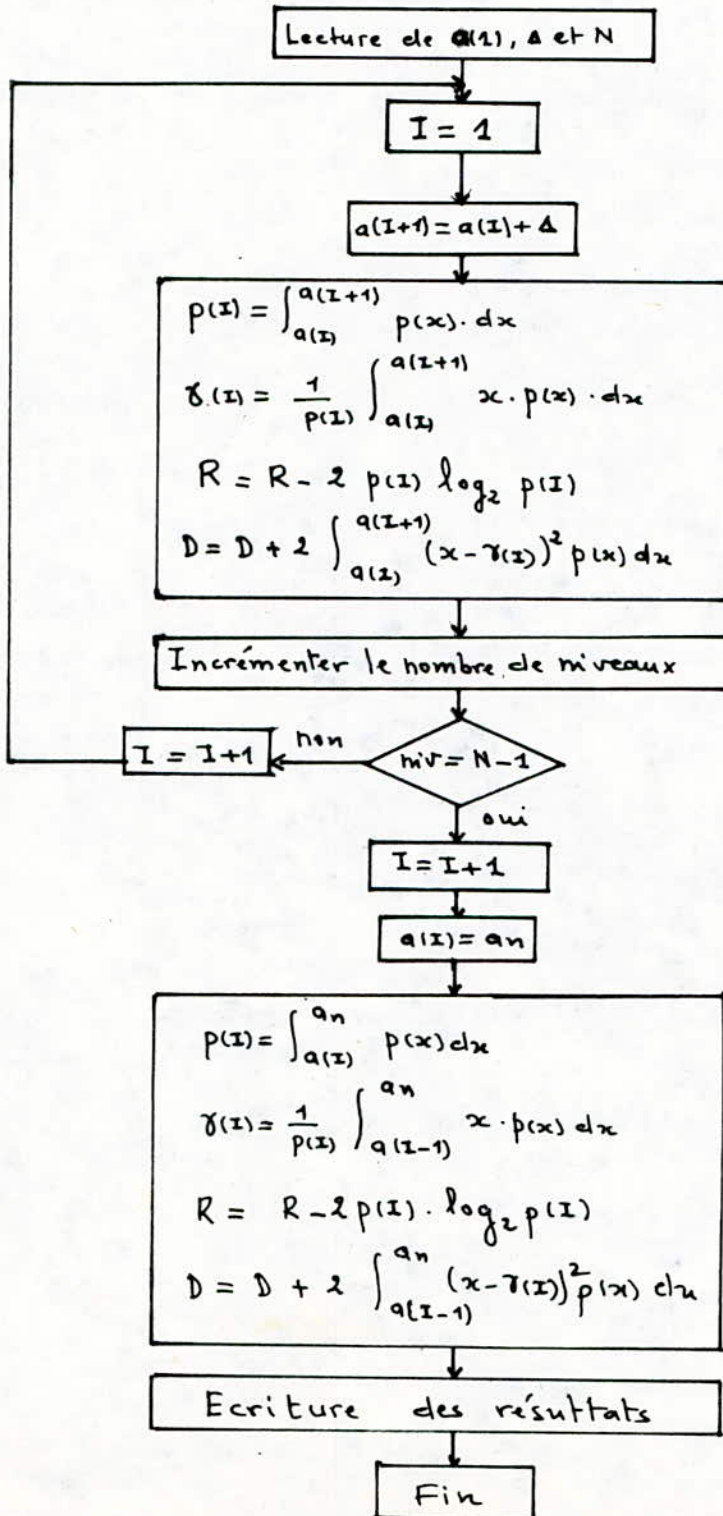 Lecture de a(1), Δ et N
I = 1
a(I+1) = a(I) + Δ
p(I) = ∫_{a(I)}^{a(I+1)} p(x). dx
γ.(I) = 1/p(I) ∫_{a(I)}^{a(I+1)} x. p(x) . dx
R = R - 2 p(I) log₂ p(I)
D = D + 2 ∫_{a(I)}^{a(I+1)} (x - γ(I))² p(x) dx
Incrémenter le nombre de niveaux
I = I+1
non
niv = N-1
oui
I = I+1
a(I) = an
p(I) = ∫_{a(I)}^{an} p(x) dx
γ(I) = 1/p(I) ∫_{a(I-1)}^{an} x . p(x) dx
R = R - 2 p(I) . log₂ p(I)
D = D + 2 ∫_{a(I-1)}^{an} (x - γ(I))² p(x) dx
Ecriture des résultats
Fin